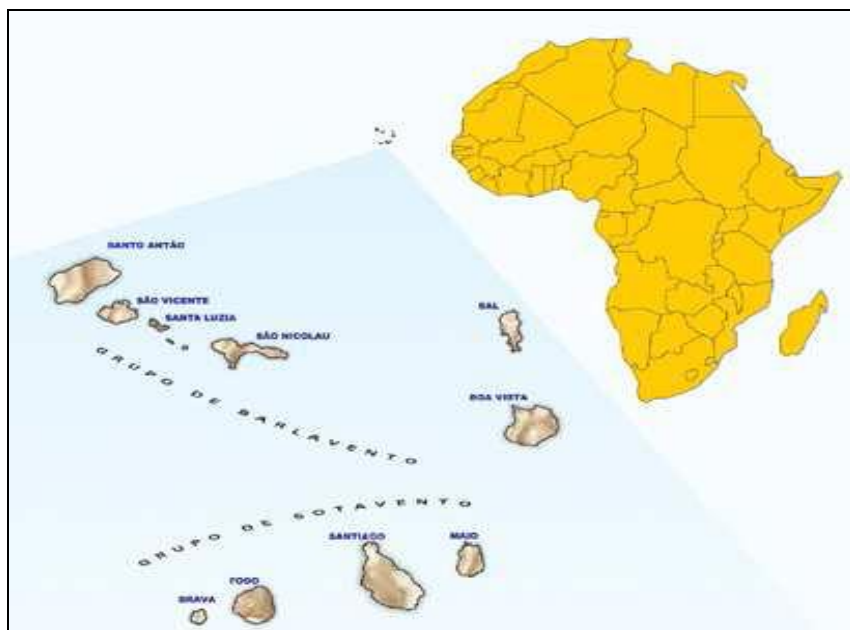 SANTO ANTÃO
SÃO VICENTE
SANTA LUZIA
SÃO NICOLAU
SAL
BOA VISTA
GRUPO DE BARLAVENTO
GRUPO DE SOTAVENTO
SANTIAGO
MAIO
FOGO
BRAVA